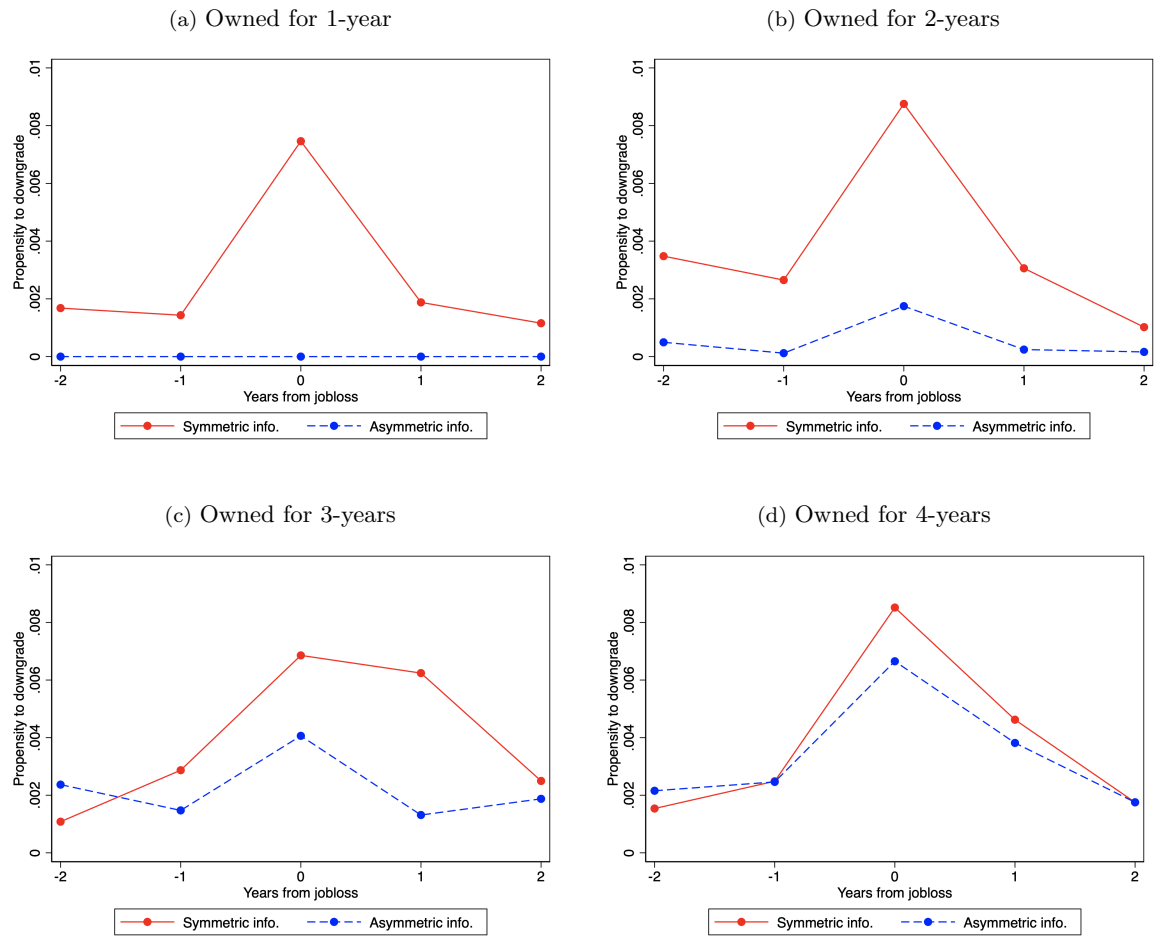 (a) Owned for 1-year
Propensity to downgrade
.01
.008
.006
.004
.002
0
-2 -1 0 1 2
Years from jobloss
Symmetric info. Asymmetric info.
(b) Owned for 2-years
Propensity to downgrade
.01
.008
.006
.004
.002
0
-2 -1 0 1 2
Years from jobloss
Symmetric info. Asymmetric info.
(c) Owned for 3-years
Propensity to downgrade
.01
.008
.006
.004
.002
0
-2 -1 0 1 2
Years from jobloss
Symmetric info. Asymmetric info.
(d) Owned for 4-years
Propensity to downgrade
.01
.008
.006
.004
.002
0
-2 -1 0 1 2
Years from jobloss
Symmetric info. Asymmetric info.